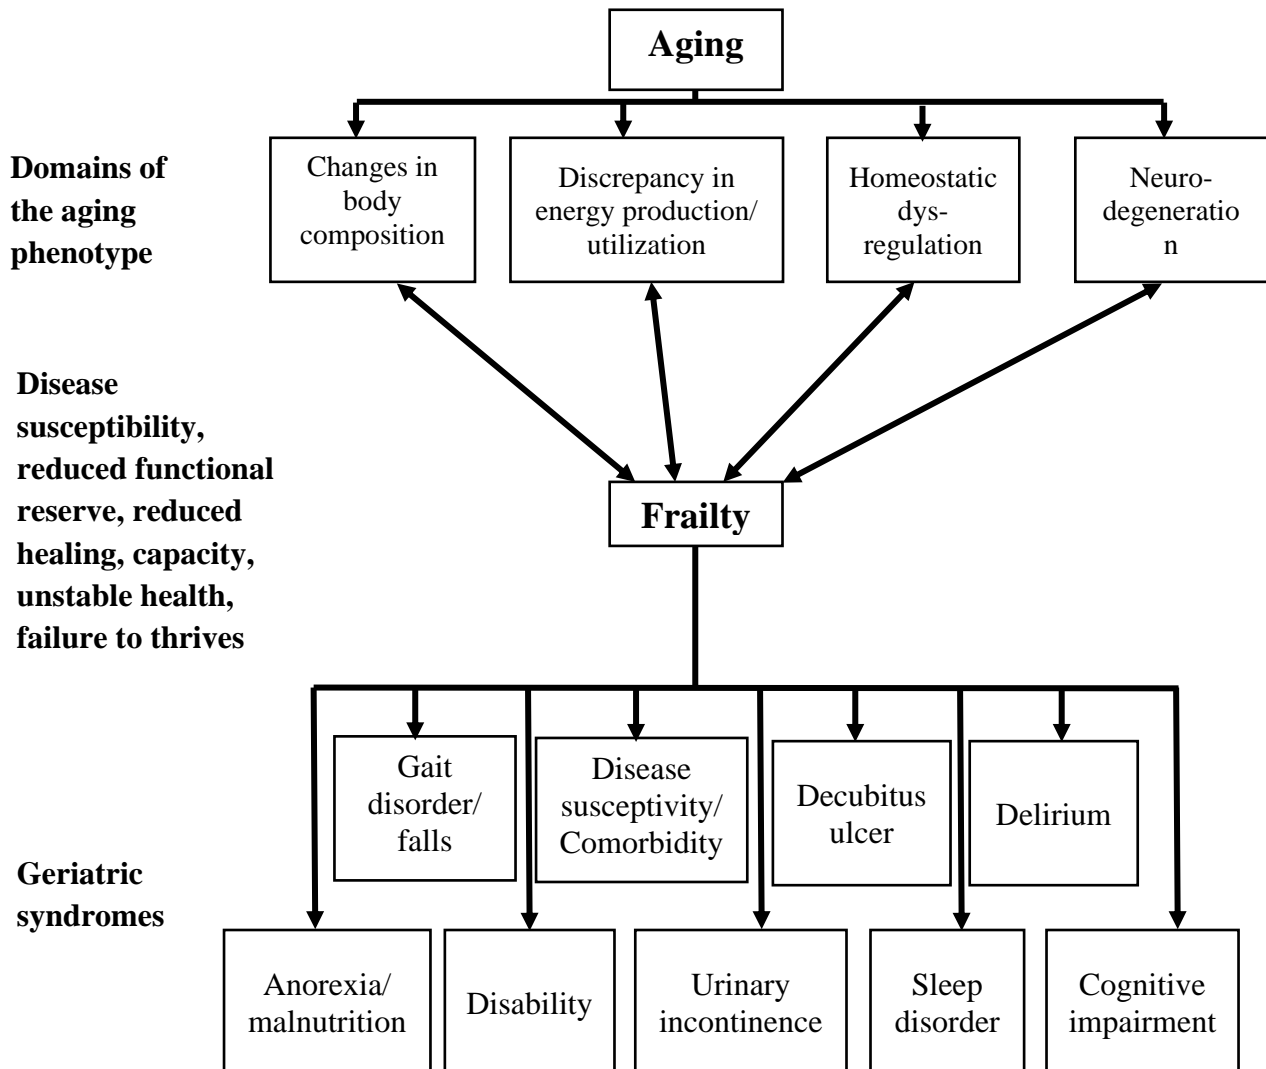 Aging
Domains of
the aging
phenotype
Changes in
body
composition
Discrepancy in
energy production/
utilization
Homeostatic
dys-
regulation
Neuro-
degeneratio
n
Disease
susceptibility,
reduced functional
reserve, reduced
healing, capacity,
unstable health,
failure to thrives
Frailty
Gait
disorder/
falls
Disease
susceptivity/
Comorbidity
Decubitus
ulcer
Delirium
Geriatric
syndromes
Anorexia/
malnutrition
Disability
Urinary
incontinence
Sleep
disorder
Cognitive
impairment